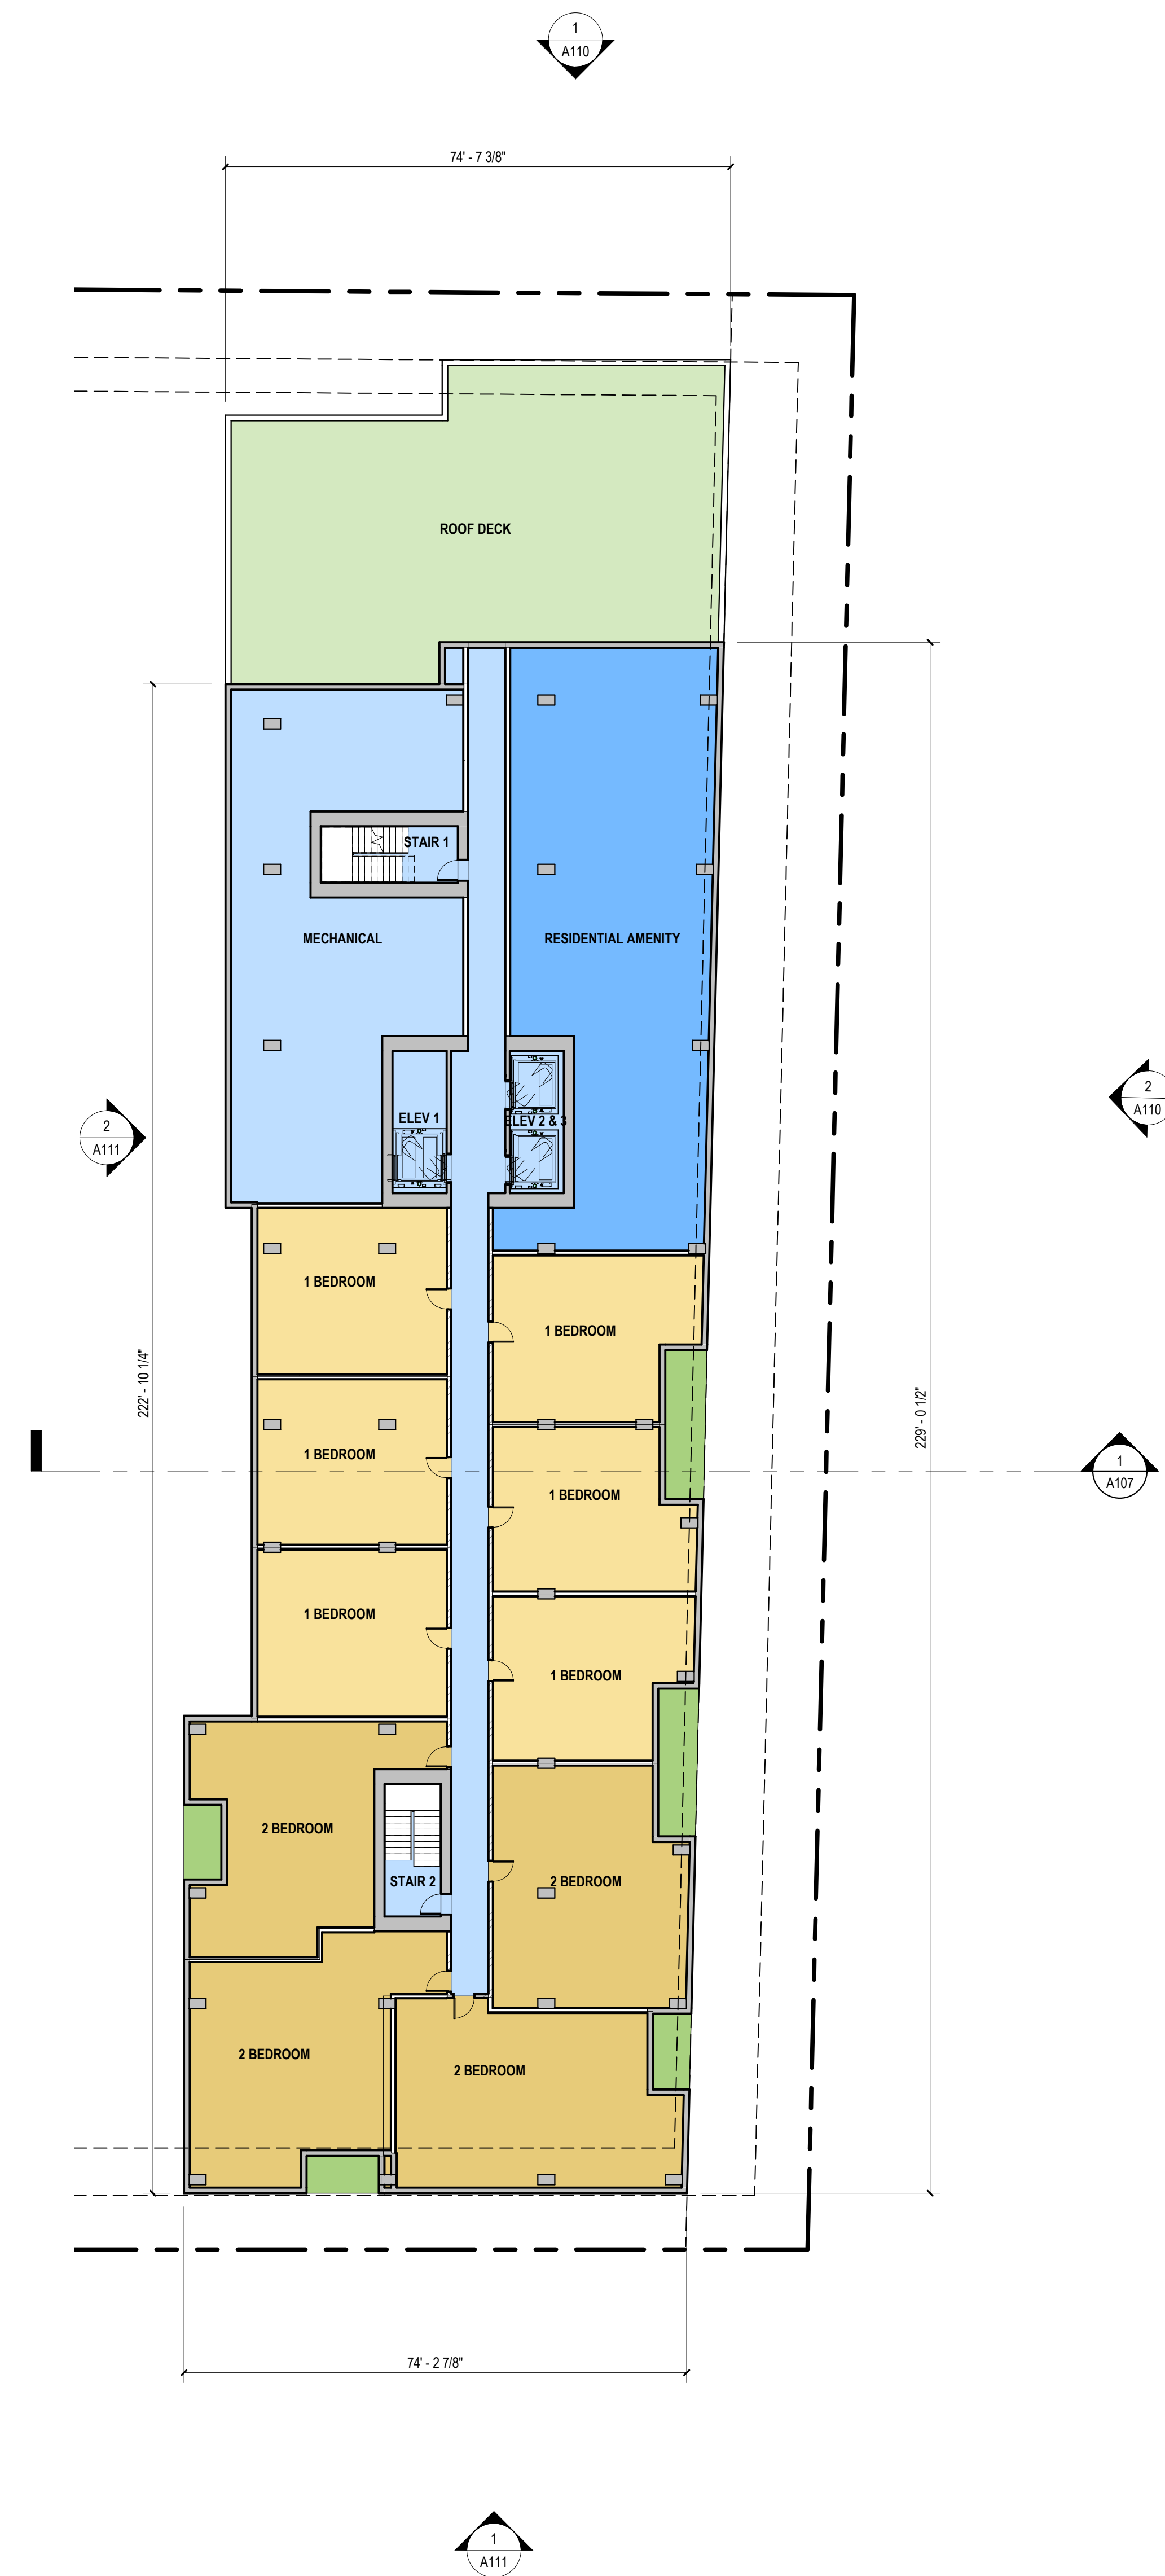 1
A110
74' - 7 3/8"
ROOF DECK
STAIR 1
MECHANICAL
RESIDENTIAL AMENITY
2
A110
ELEV 1
ELEV 2 & 3
2
A111
1 BEDROOM
1 BEDROOM
222' - 10 1/4"
229' - 0 1/2"
1 BEDROOM
1
A107
1 BEDROOM
1 BEDROOM
1 BEDROOM
2 BEDROOM
STAIR 2
2 BEDROOM
2 BEDROOM
2 BEDROOM
74' - 2 7/8"
1
A111